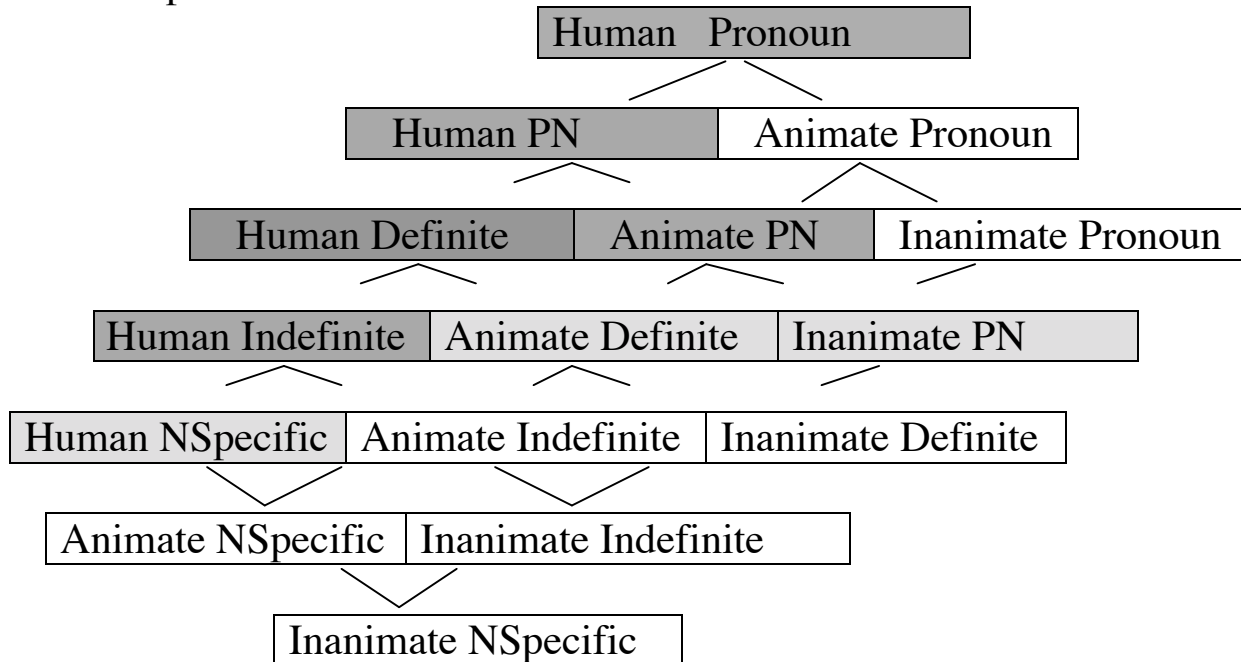 Human Pronoun
Human PN Animate Pronoun
Human Definite Animate PN Inanimate Pronoun
Human Indefinite Animate Definite Inanimate PN
Human NSpecific Animate Indefinite Inanimate Definite
Animate NSpecific Inanimate Indefinite
Inanimate NSpecific